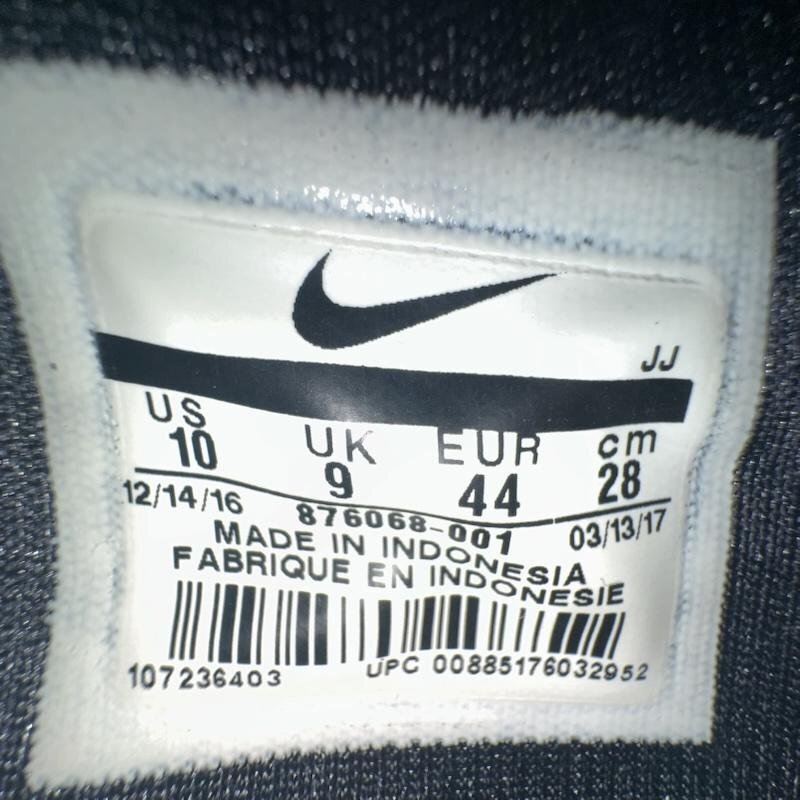 JJ
US UK EUR cm
10 9 44 28
12/14/16 876068-001 03/13/17
MADE IN INDONESIA
FABRIQUE EN INDONESIE
107236403 UPC 00885176032952